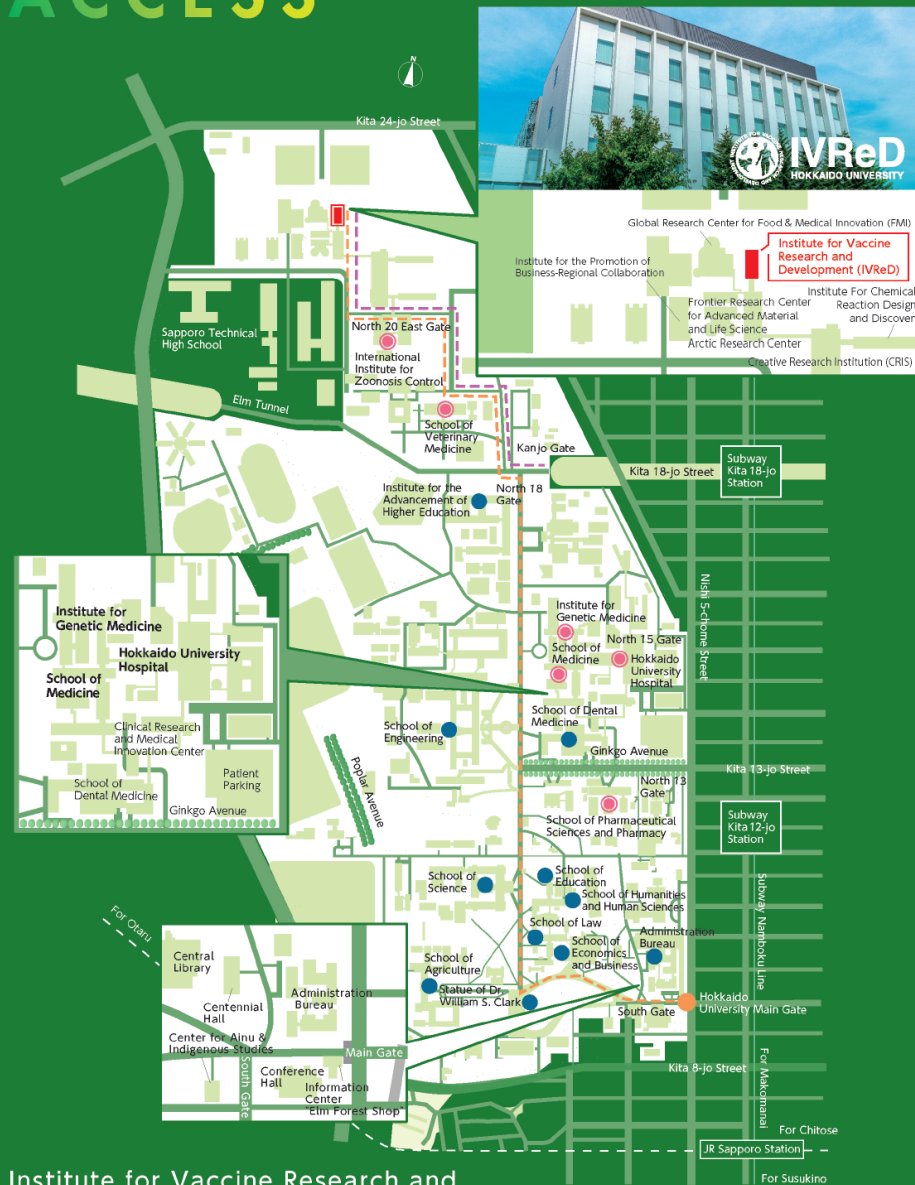 ACCESS
N
Kita 24-jo Street
IVReD
HOKKAIDO UNIVERSITY
Global Research Center for Food & Medical Innovation (FMI)
Institute for Vaccine
Research and
Development (IVReD)
Institute for the Promotion of
Business-Regional Collaboration
Institute For Chemical
Reaction Design
and Discover
Frontier Research Center
for Advanced Material
and Life Science
Arctic Research Center
Creative Research Institution (CRIS)
Sapporo Technical
High School
North 20 East Gate
International
Institute for
Zoonosis Control
Elm Tunnel
School of
Veterinary
Medicine
Kanjo Gate
Kita 18-jo Street
Subway
Kita 18-jo
Station
Institute for the
Advancement of
Higher Education
North 18
Gate
Nishi 5-chome Street
Institute for
Genetic Medicine
Hokkaido University
Hospital
School of
Medicine
Clinical Research
and Medical
Innovation Center
School of
Dental Medicine
Patient
Parking
Ginkgo Avenue
Institute for
Genetic Medicine
North 15 Gate
School of
Medicine
Hokkaido
University
Hospital
School of Dental
Medicine
School of
Engineering
Ginkgo Avenue
Poplar Avenue
Kita 13-jo Street
North 13
Gate
School of Pharmaceutical
Sciences and Pharmacy
Subway
Kita 12-jo
Station
School of
Science
School of
Education
School of Humanities
and Human Sciences
School of Law
School of
Economics
and Business
Administration
Bureau
Subway Namboku Line
School of
Agriculture
Statue of Dr.
William S. Clark
South Gate
Hokkaido
University Main Gate
For Otaru
Central
Library
Centennial
Hall
Administration
Bureau
Center for Ainu &
Indigenous Studies
Main Gate
South Gate
Conference
Hall
Information
Center
"Elm Forest Shop"
Kita 8-jo Street
For Makomanai
For Chitose
JR Sapporo Station
For Susukino
Institute for Vaccine Research and